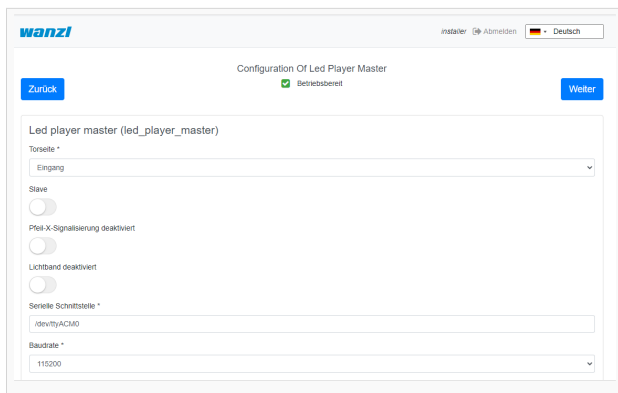 wanzl
installer Abmelden Deutsch
Configuration Of Led Player Master
Betriebsbereit
Zurück
Weiter
Led player master (led_player_master)
Torseite *
Eingang
Slave
Pfeil-X-Signalisierung deaktiviert
Lichtband deaktiviert
Serielle Schnittstelle *
/dev/ttyACM0
Baudrate *
115200